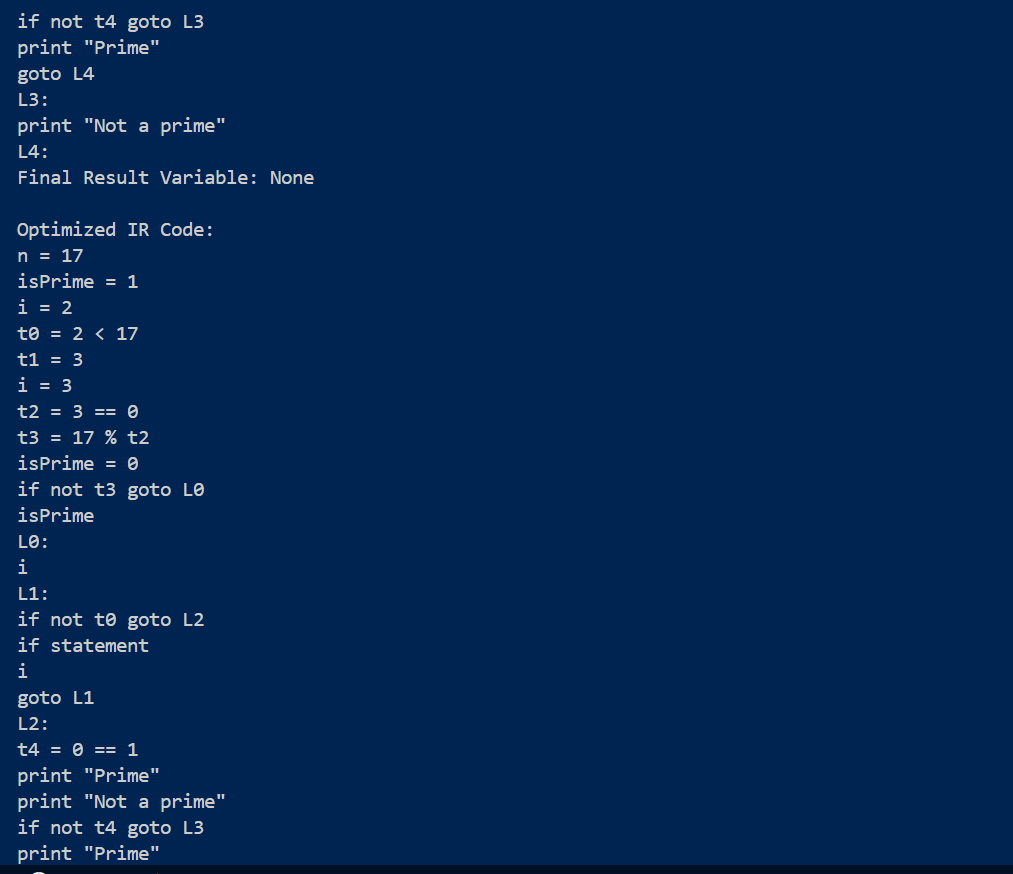 if not t4 goto L3
print "Prime"
goto L4
L3:
print "Not a prime"
L4:
Final Result Variable: None
Optimized IR Code:
n = 17
isPrime = 1
i = 2
t0 = 2 < 17
t1 = 3
i = 3
t2 = 3 == 0
t3 = 17 % t2
isPrime = 0
if not t3 goto L0
isPrime
L0:
i
L1:
if not t0 goto L2
if statement
i
goto L1
L2:
t4 = 0 == 1
print "Prime"
print "Not a prime"
if not t4 goto L3
print "Prime"